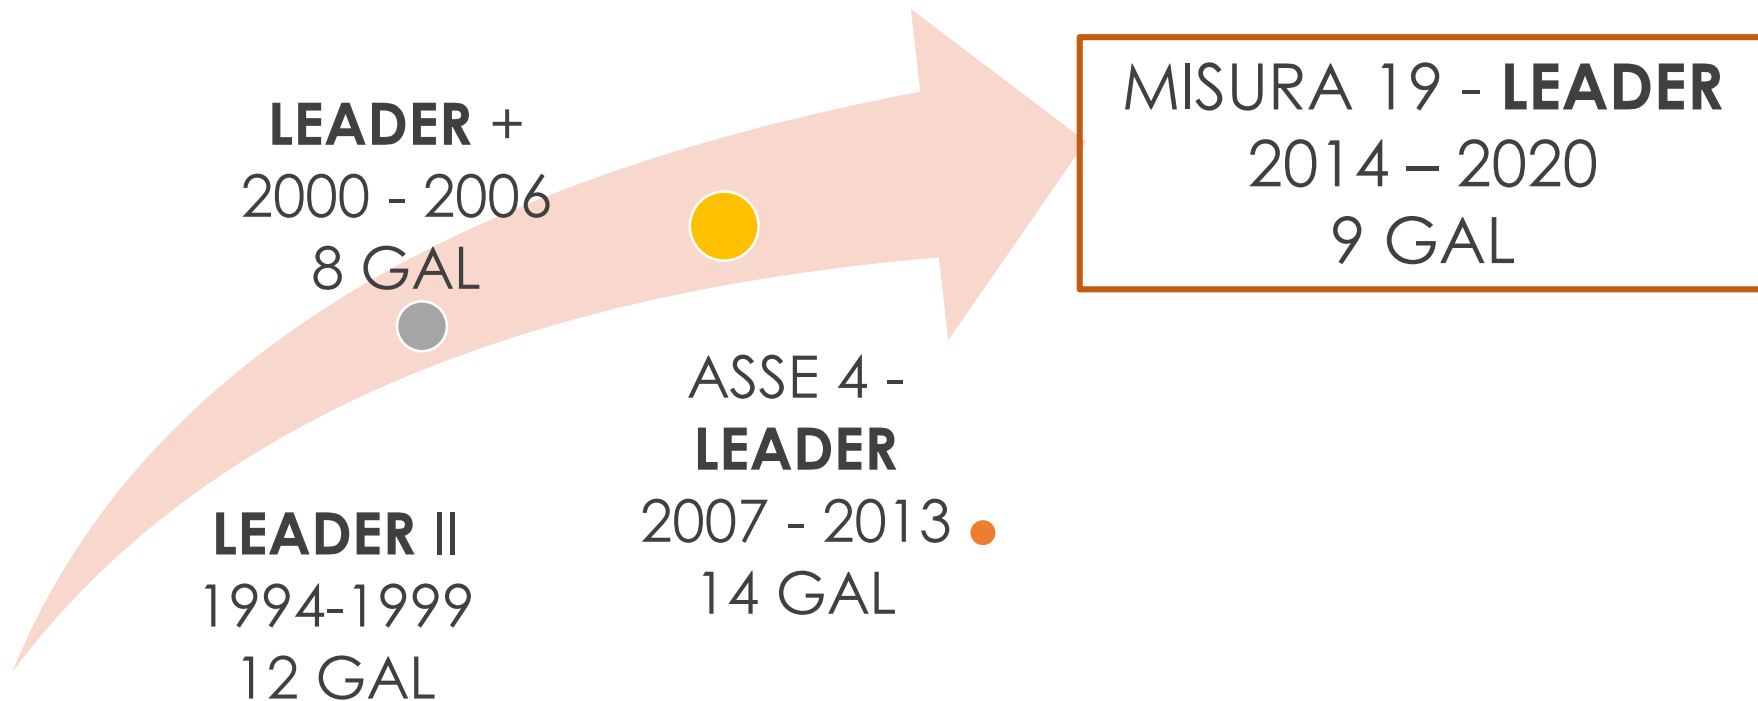 LEADER II
1994-1999
12 GAL
LEADER +
2000 - 2006
8 GAL
ASSE 4 -
LEADER
2007 - 2013
14 GAL
MISURA 19 - LEADER
2014 – 2020
9 GAL